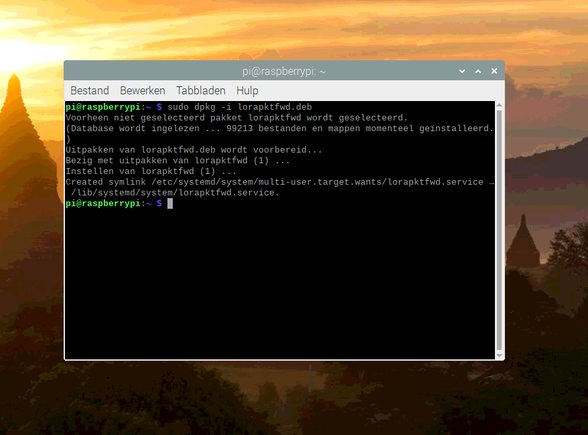 pi@raspberrypi: ~
Bestand Bewerken Tabbladen Hulp
pi@raspberrypi:~ $ sudo dpkg -i lorapktfwd.deb
Voorheen niet geselecteerd pakket lorapktfwd wordt geselecteerd.
(Database wordt ingelezen ... 99213 bestanden en mappen momenteel geïnstalleerd.
)
Uitpakken van lorapktfwd.deb wordt voorbereid...
Bezig met uitpakken van lorapktfwd (1) ...
Instellen van lorapktfwd (1) ...
Created symlink /etc/systemd/system/multi-user.target.wants/lorapktfwd.service →
/lib/systemd/system/lorapktfwd.service.
pi@raspberrypi:~ $